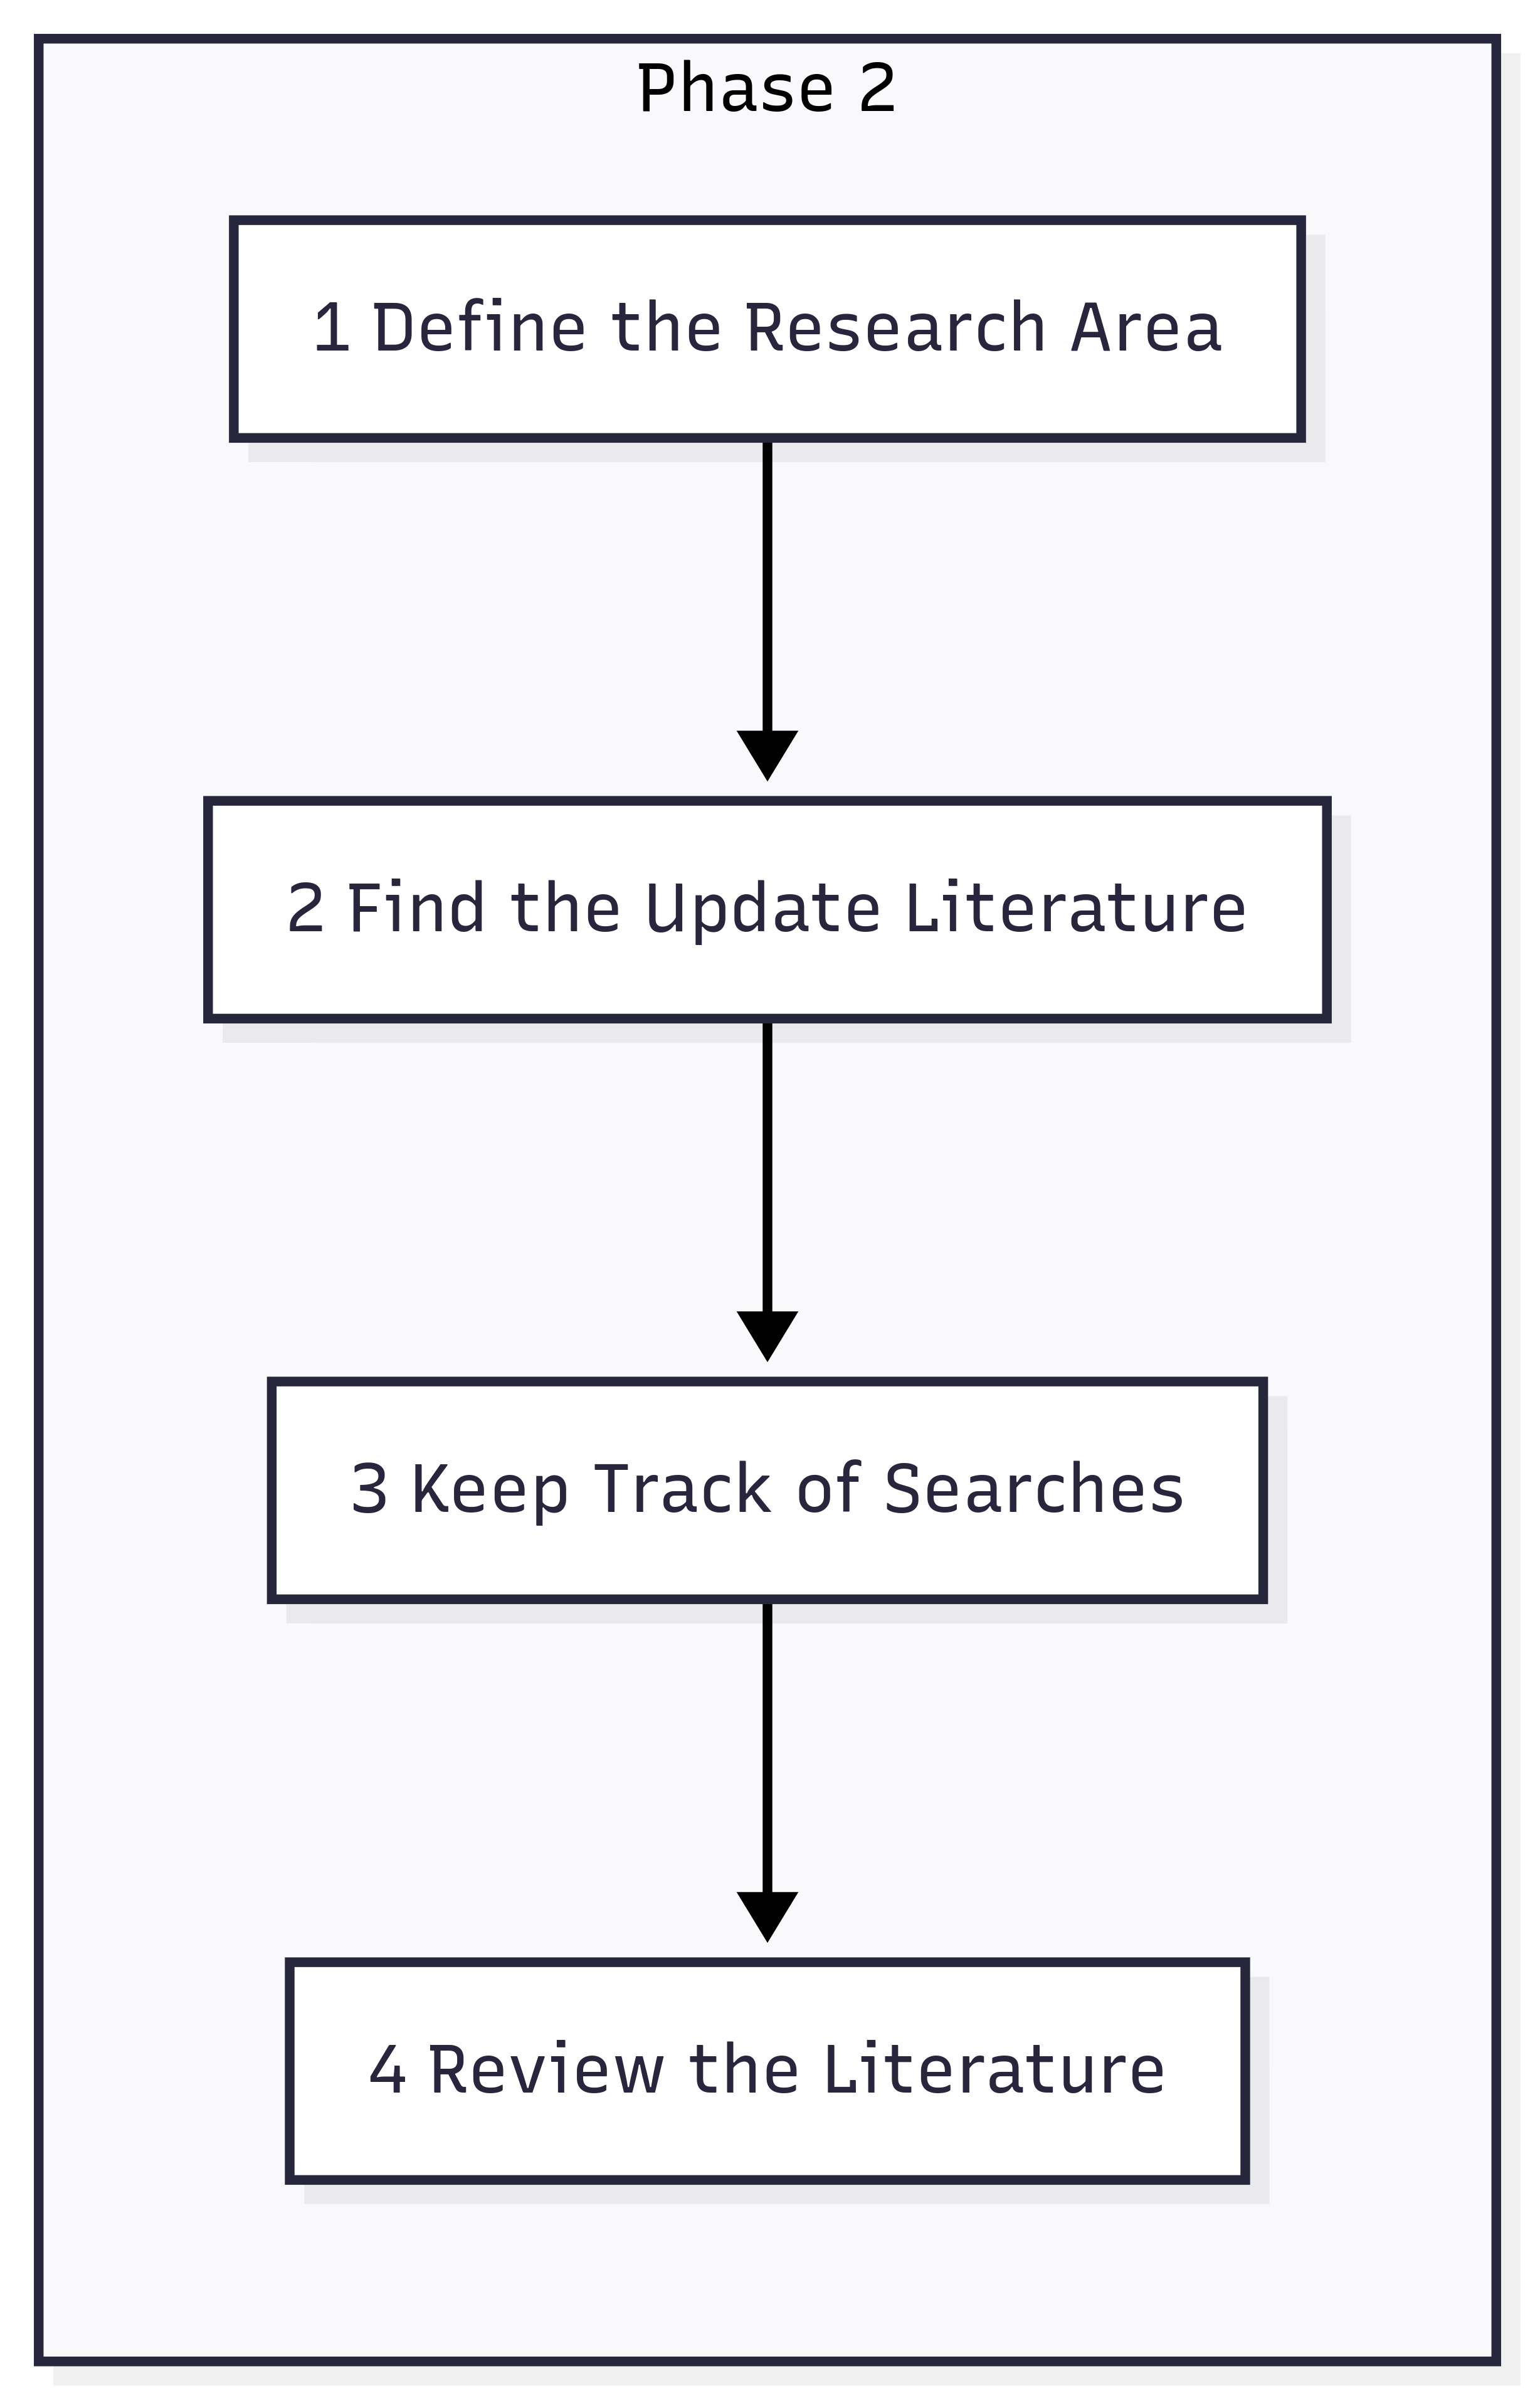 Phase 2
1 Define the Research Area
2 Find the Update Literature
3 Keep Track of Searches
4 Review the Literature